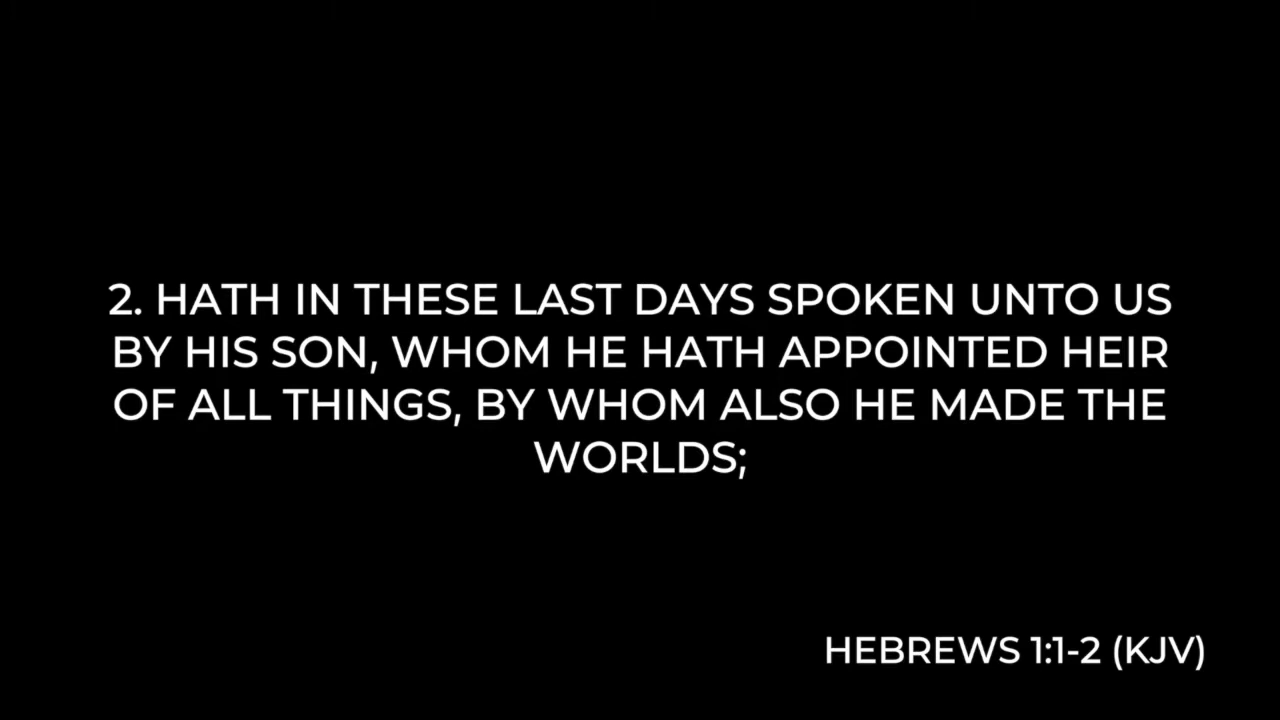 2. HATH IN THESE LAST DAYS SPOKEN UNTO US
BY HIS SON, WHOM HE HATH APPOINTED HEIR
OF ALL THINGS, BY WHOM ALSO HE MADE THE
WORLDS;
HEBREWS 1:1-2 (KJV)